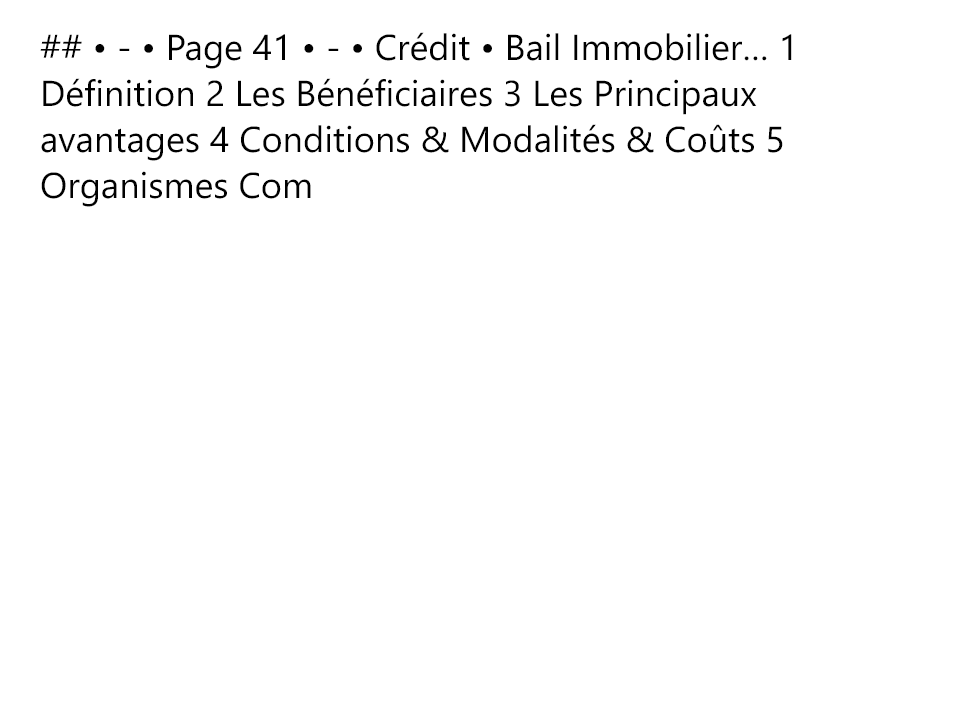 ## • - • Page 41 • - • Crédit • Bail Immobilier… 1
Définition 2 Les Bénéficiaires 3 Les Principaux
avantages 4 Conditions & Modalités & Coûts 5
Organismes Com